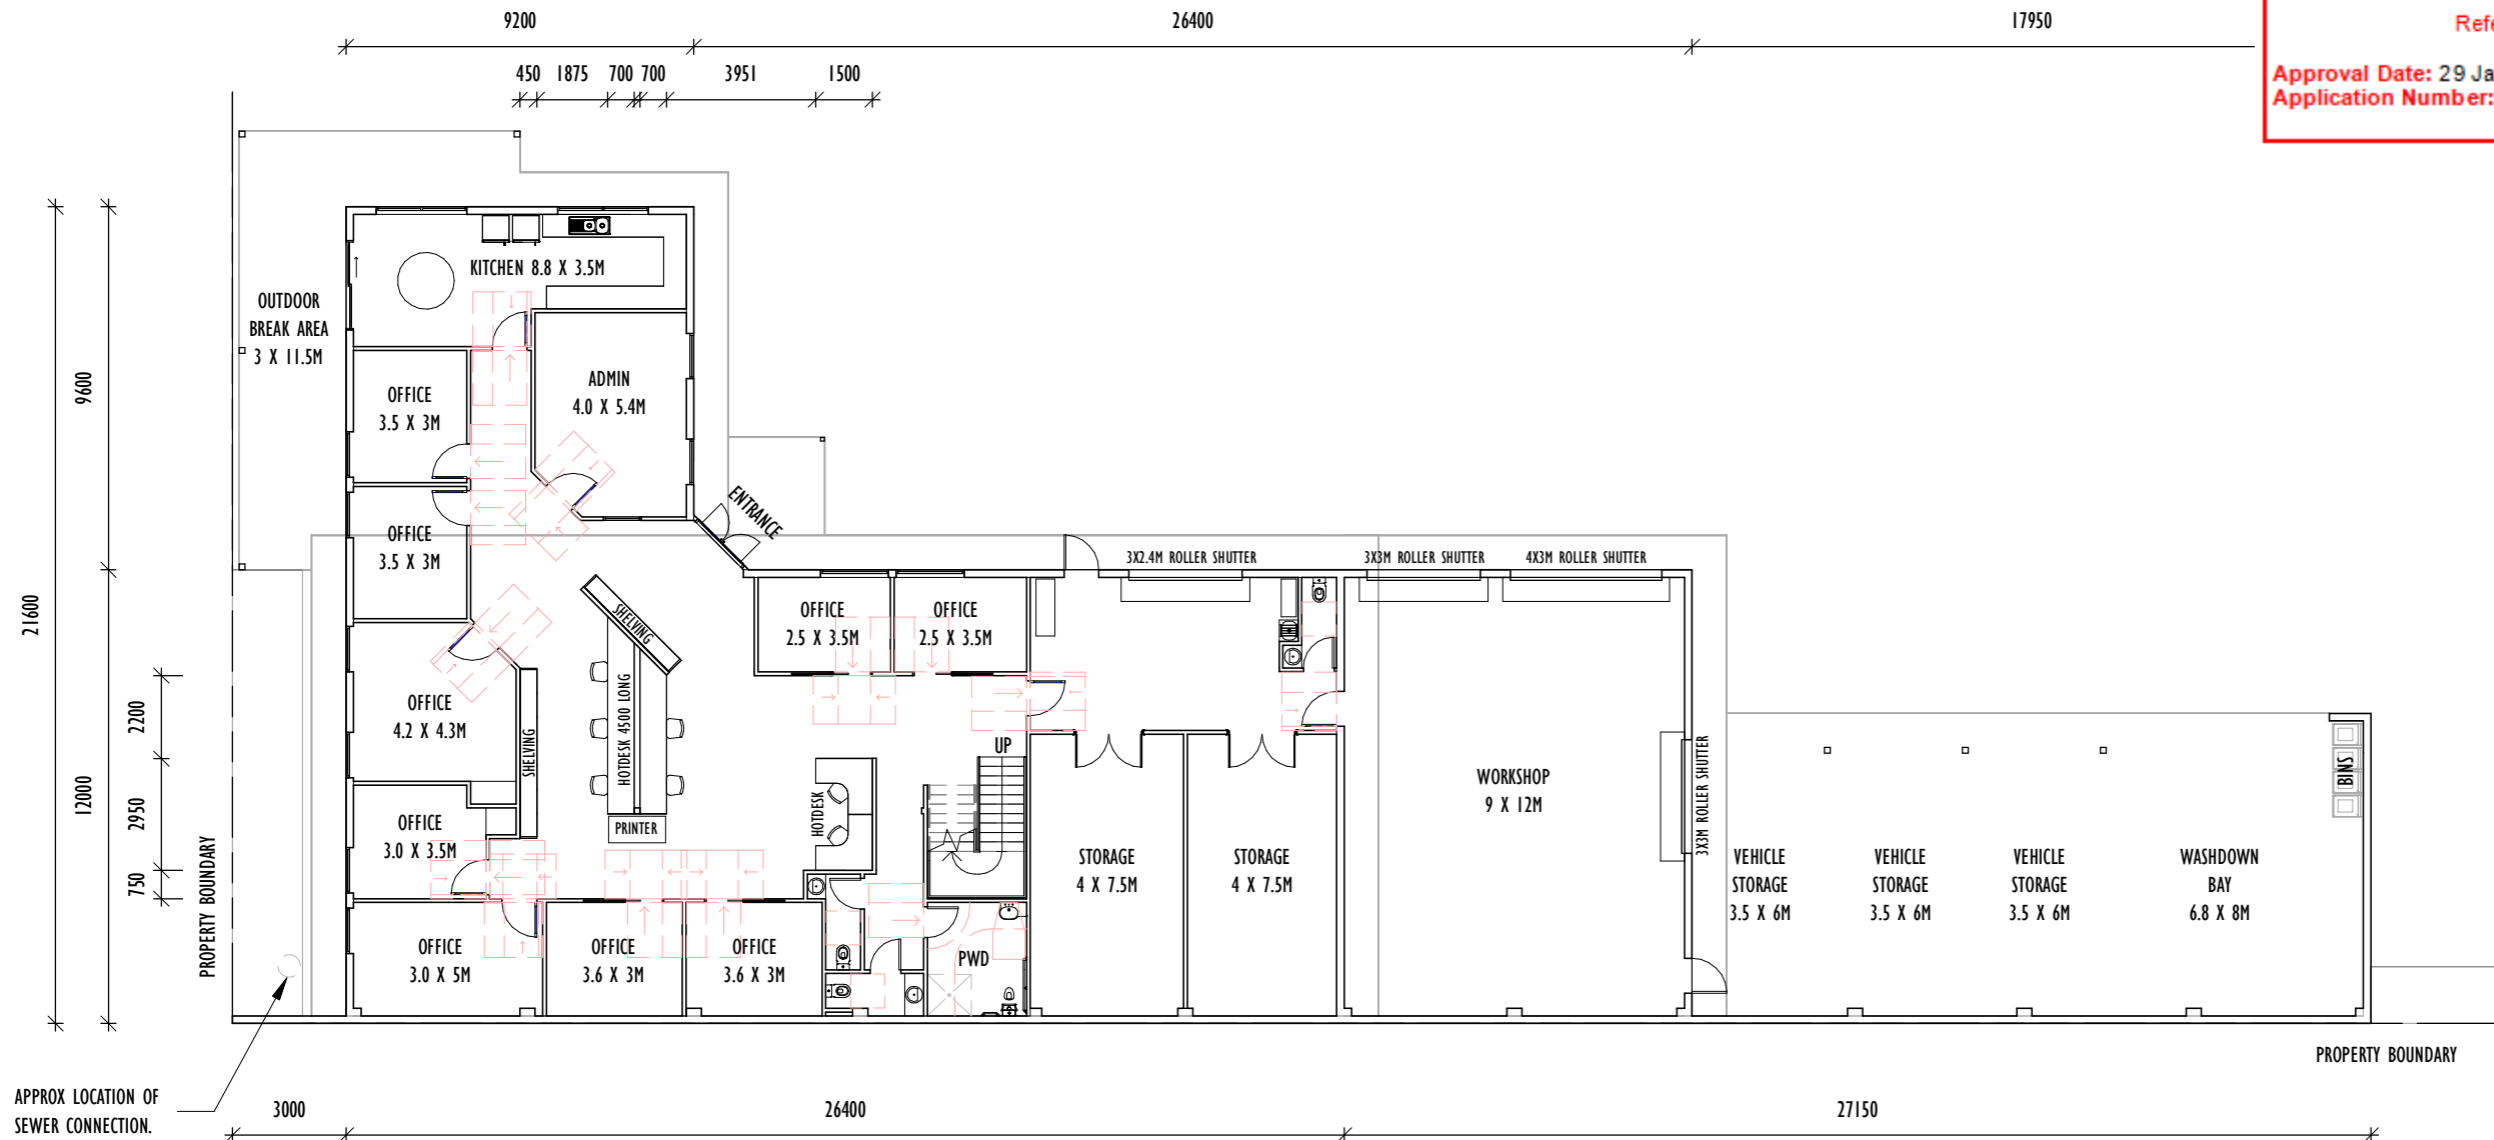 9200
26400
17950
Refe
450
1875
700
700
3951
1500
Approval Date: 29 Ja
Application Number:
KITCHEN 8.8 X 3.5M
OUTDOOR
BREAK AREA
3 X 11.5M
9600
OFFICE
3.5 X 3M
ADMIN
4.0 X 5.4M
ENTRANCE
OFFICE
3.5 X 3M
3X2.4M ROLLER SHUTTER
3X3M ROLLER SHUTTER
4X3M ROLLER SHUTTER
21600
SHELVING
OFFICE
2.5 X 3.5M
OFFICE
2.5 X 3.5M
OFFICE
4.2 X 4.3M
2200
HOTDESK 4500 LONG
SHELVING
UP
12000
2950
750
OFFICE
3.0 X 3.5M
PRINTER
HOTDESK
STORAGE
4 X 7.5M
STORAGE
4 X 7.5M
WORKSHOP
9 X 12M
3X3M ROLLER SHUTTER
BINS
VEHICLE
STORAGE
3.5 X 6M
VEHICLE
STORAGE
3.5 X 6M
VEHICLE
STORAGE
3.5 X 6M
WASHDOWN
BAY
6.8 X 8M
PROPERTY BOUNDARY
OFFICE
3.0 X 5M
OFFICE
3.6 X 3M
OFFICE
3.6 X 3M
PWD
PROPERTY BOUNDARY
APPROX LOCATION OF
SEWER CONNECTION.
3000
26400
27150